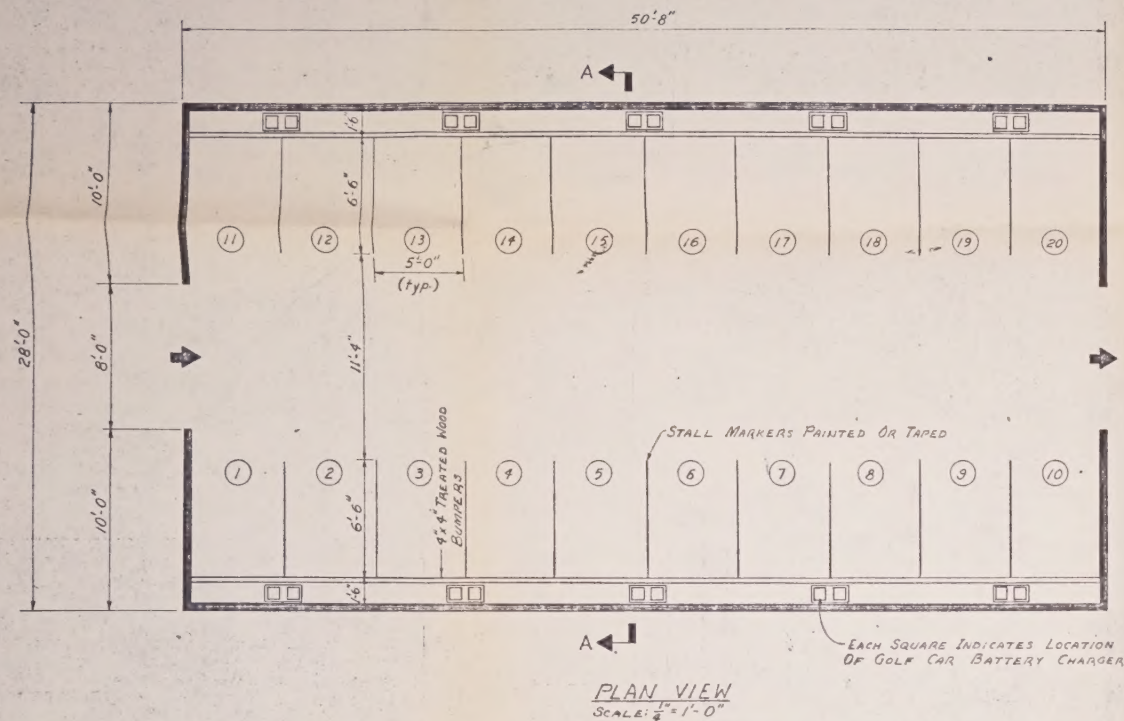 50'-8"
A
1'-6"
10'-0"
6'-6"
11 12 13 14 15 16 17 18 19 20
5'-0"
(typ.)
28'-0"
8'-0"
11'-4"
4"x4" TREATED WOOD
BUMPERS
STALL MARKERS PAINTED OR TAPED
1 2 3 4 5 6 7 8 9 10
10'-0"
6'-6"
1'-6"
A
EACH SQUARE INDICATES LOCATION
OF GOLF CAR BATTERY CHARGER
PLAN VIEW
SCALE: 1/4" = 1'-0"